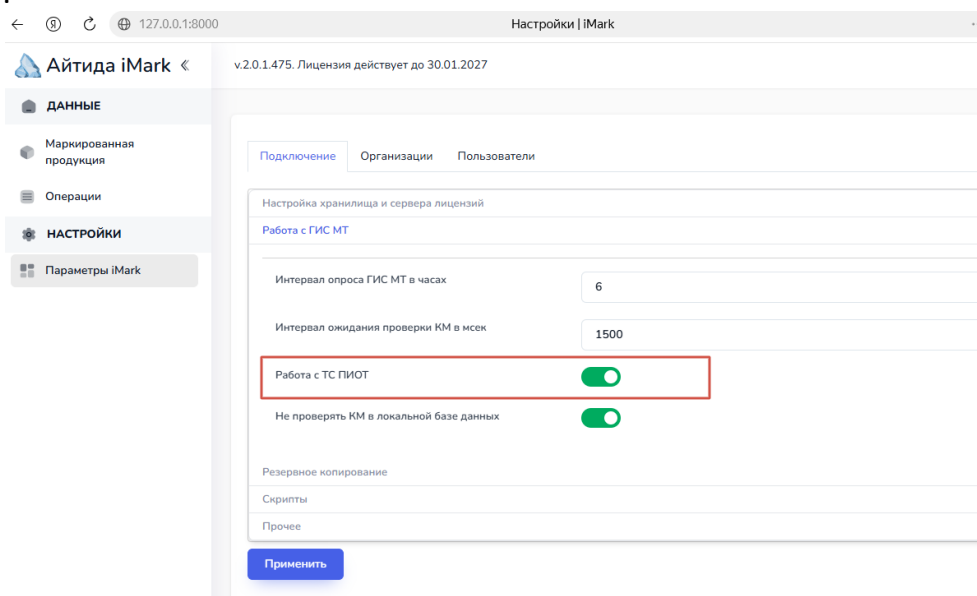 127.0.0.1:8000
Настройки | iMark
Айтида iMark «
v.2.0.1.475. Лицензия действует до 30.01.2027
ДАННЫЕ
Маркированная
продукция
Операции
НАСТРОЙКИ
Параметры iMark
Подключение Организации Пользователи
Настройка хранилища и сервера лицензий
Работа с ГИС МТ
Интервал опроса ГИС МТ в часах
6
Интервал ожидания проверки КМ в мсек
1500
Работа с ТС ПИОТ
Не проверять КМ в локальной базе данных
Резервное копирование
Скрипты
Прочее
Применить